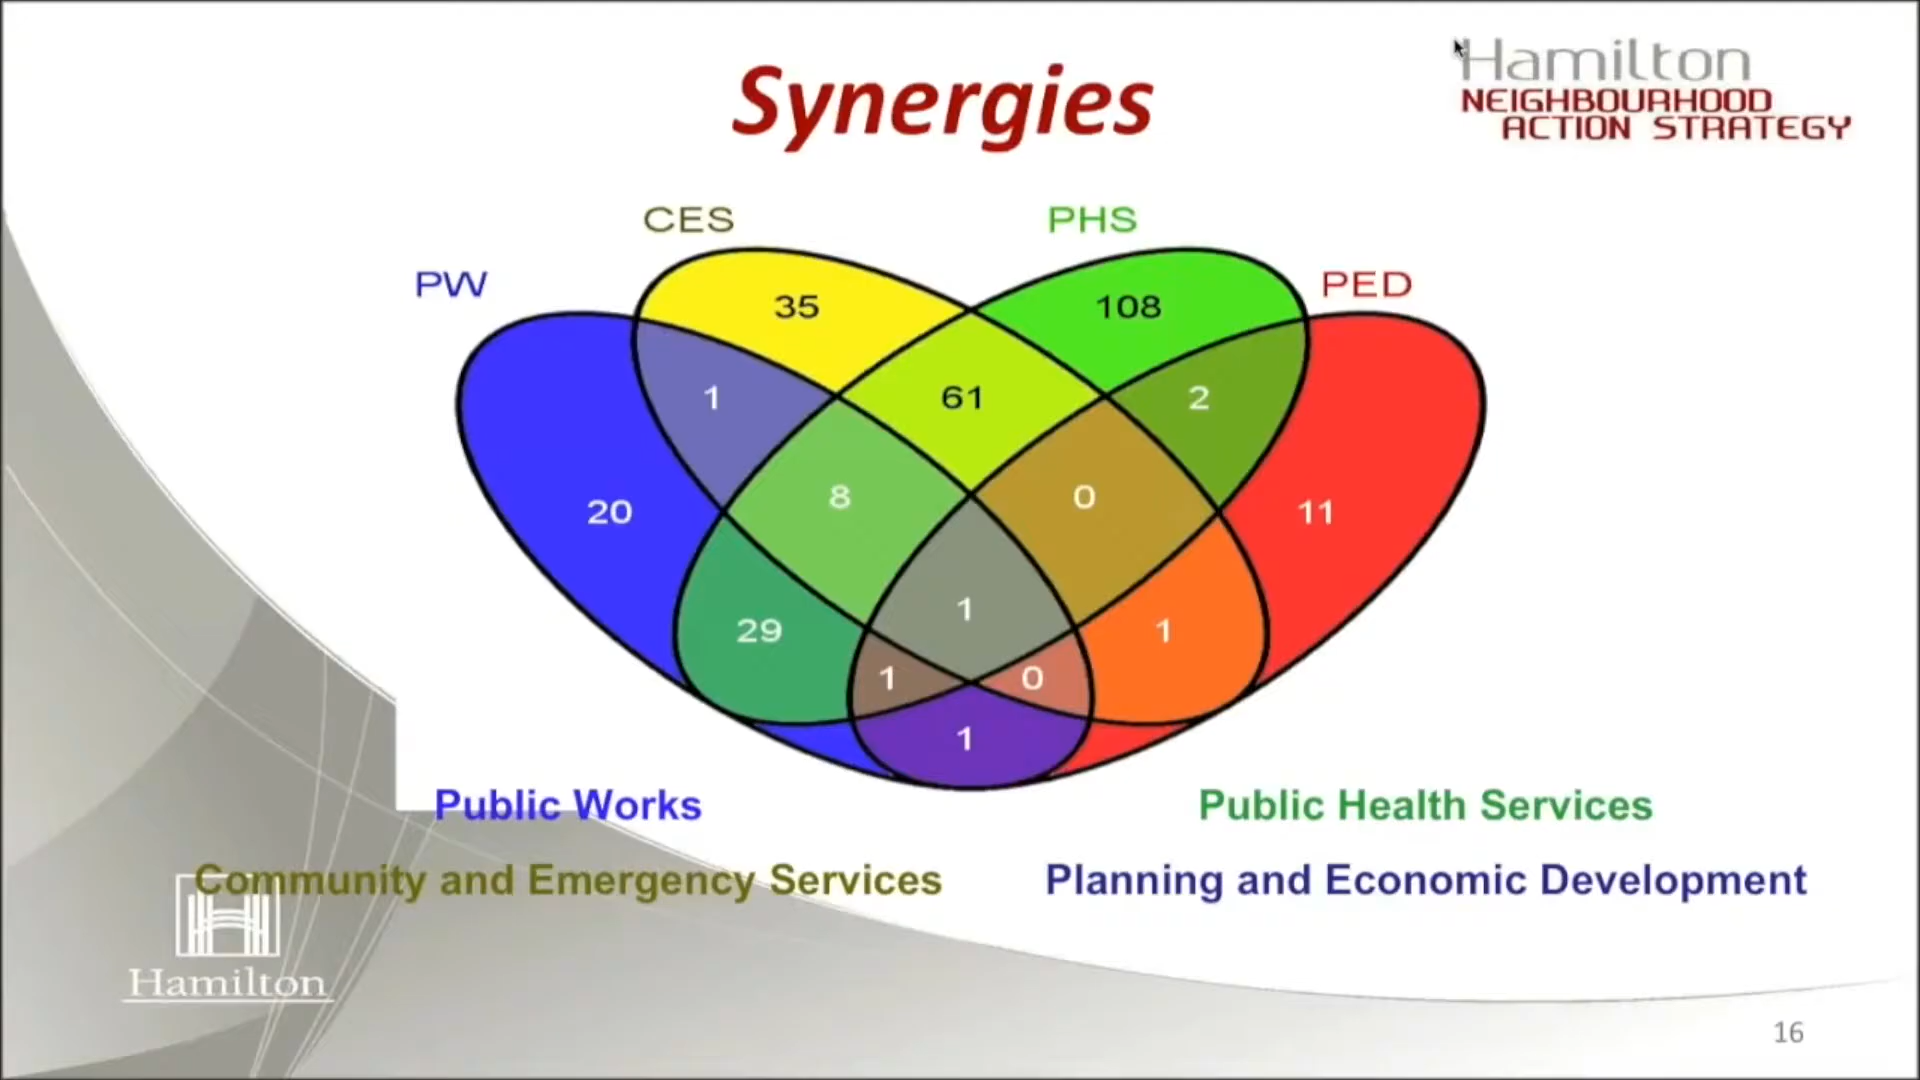 Synergies
Hamilton
NEIGHBOURHOOD
ACTION STRATEGY
CES
PHS
PW
PED
35
108
1
61
2
20
8
0
11
29
1
1
1
0
1
Public Works
Public Health Services
Community and Emergency Services
Planning and Economic Development
Hamilton
16